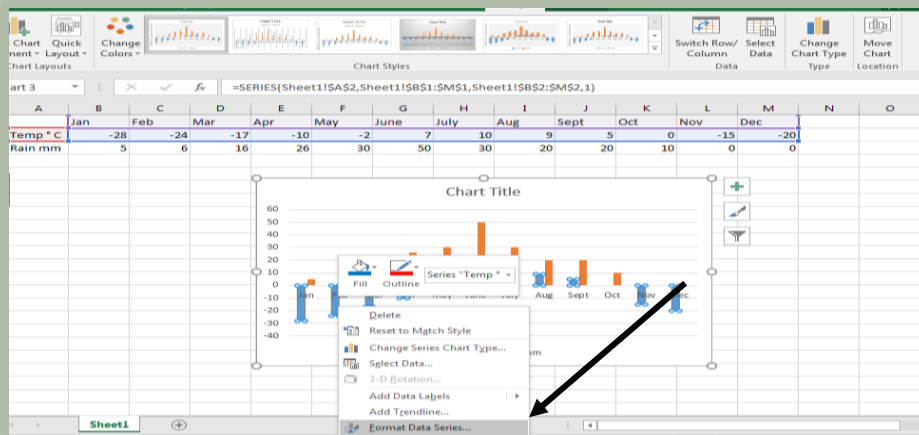 Chart Quick Change Switch Row/ Select Change Move
ment Layout Colors Column Data Chart Type Chart
Chart Layouts Chart Styles Data Type Location
art 3 fx =SERIES(Sheet1!$A$2,Sheet1!$B$1:$M$1,Sheet1!$B$2:$M$2,1)
A B C D E F G H I J K L M N O
Jan Feb Mar Apr May June July Aug Sept Oct Nov Dec
Temp ° C -28 -24 -17 -10 -2 7 10 9 5 0 -15 -20
Rain mm 5 6 16 26 30 50 30 20 20 10 0 0
Chart Title
60
50
40
30
20
10
0
-10
-20
-30
-40
Jan Aug Sept Oct Nov Dec
Fill Outline Series "Temp °
Delete
Reset to Match Style
Change Series Chart Type...
Select Data...
3-D Rotation...
Add Data Labels
Add Trendline...
Format Data Series...
mm
Sheet1